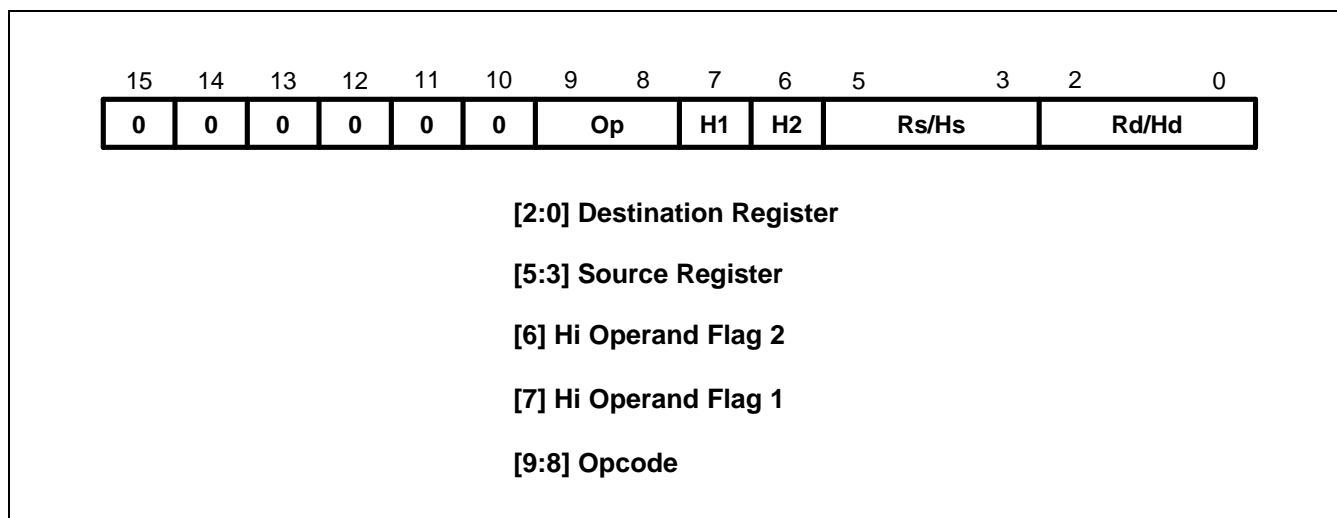 15 14 13 12 11 10 9 8 7 6 5 3 2 0
0 0 0 0 0 0 Op H1 H2 Rs/Hs Rd/Hd
[2:0] Destination Register
[5:3] Source Register
[6] Hi Operand Flag 2
[7] Hi Operand Flag 1
[9:8] Opcode